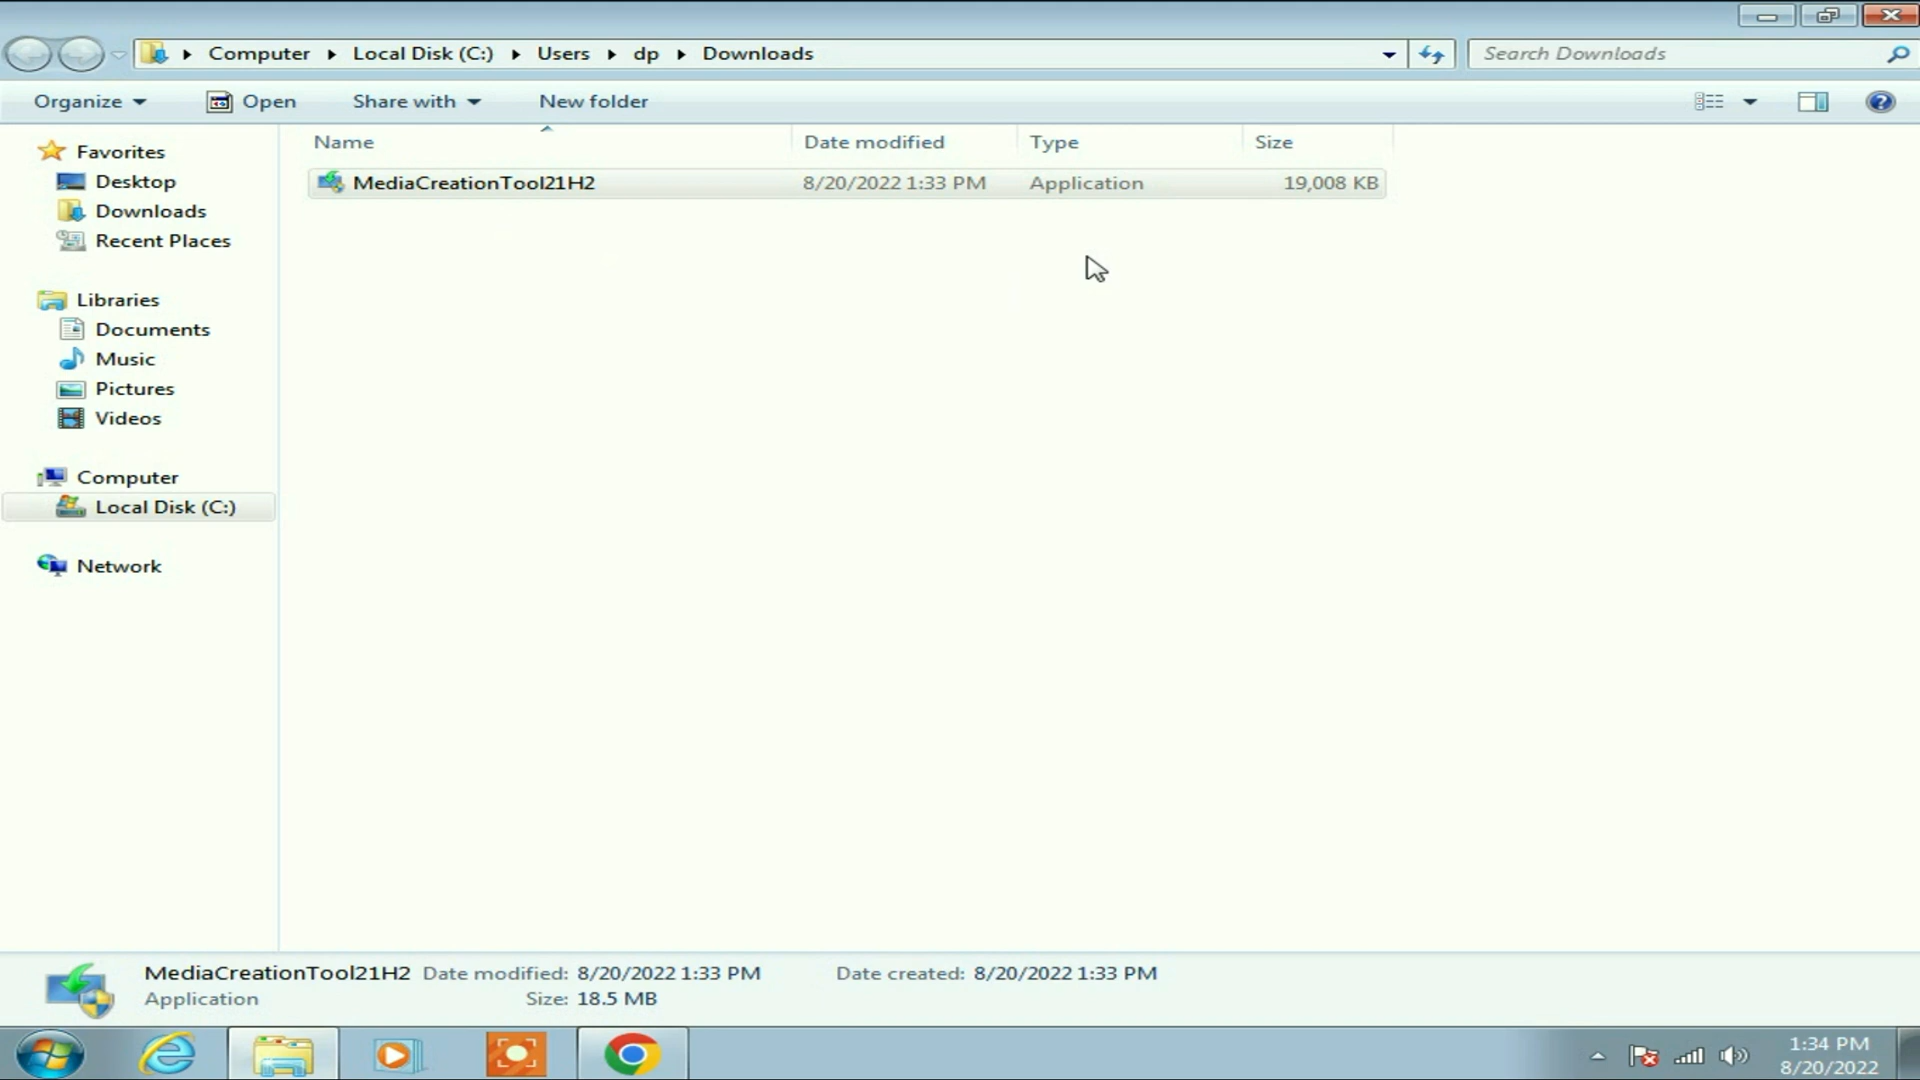 Computer Local Disk (C:) Users dp Downloads Search Downloads
Organize Open Share with New folder
Name Date modified Type Size
MediaCreationTool21H2 8/20/2022 1:33 PM Application 19,008 KB
Favorites
Desktop
Downloads
Recent Places
Libraries
Documents
Music
Pictures
Videos
Computer
Local Disk (C:)
Network
MediaCreationTool21H2 Date modified: 8/20/2022 1:33 PM Date created: 8/20/2022 1:33 PM
Application Size: 18.5 MB
1:34 PM
8/20/2022